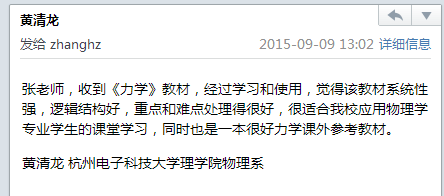 黄清龙
发给 zhanghz
2015-09-09 13:02 详细信息
张老师，收到《力学》教材，经过学习和使用，觉得该教材系统性
强，逻辑结构好，重点和难点处理得很好，很适合我校应用物理学
专业学生的课堂学习，同时也是一本很好力学课外参考教材。
黄清龙 杭州电子科技大学理学院物理系